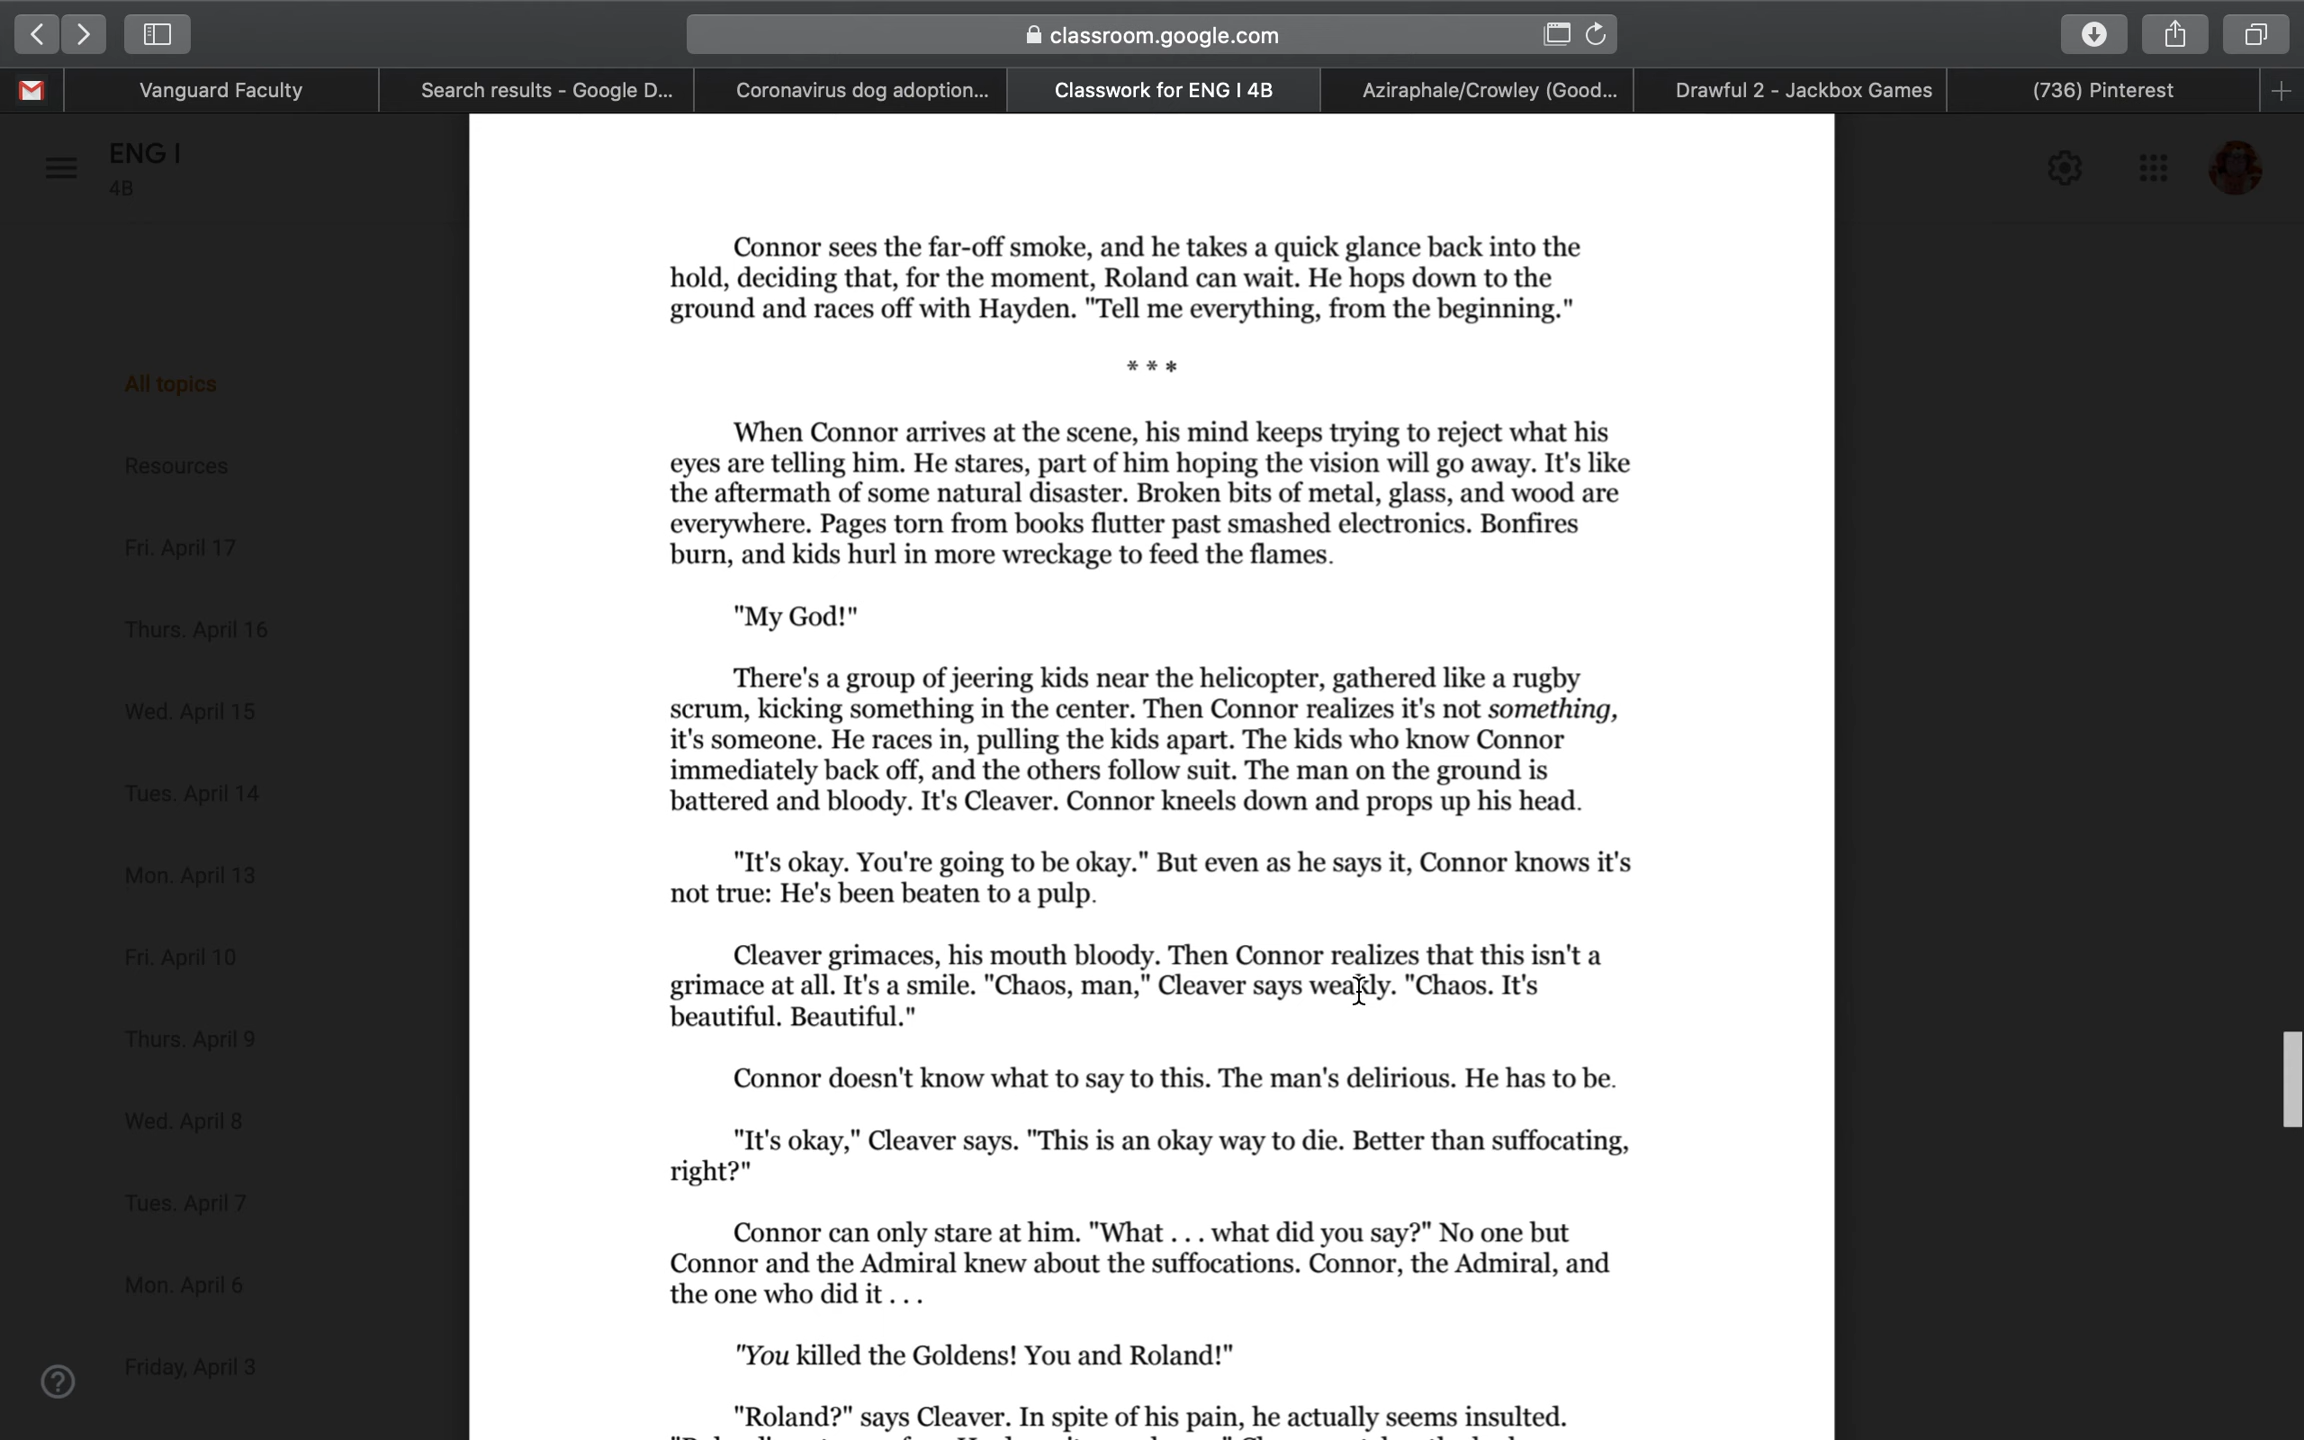 classroom.google.com
Vanguard Faculty
Search results - Google D...
Coronavirus dog adoption...
Classwork for ENG I 4B
Aziraphale/Crowley (Good...
Drawful 2 - Jackbox Games
(736) Pinterest
ENG I
4B
All topics
Resources
Fri. April 17
Thurs. April 16
Wed. April 15
Tues. April 14
Mon. April 13
Fri. April 10
Thurs. April 9
Wed. April 8
Tues. April 7
Mon. April 6
Friday, April 3
Connor sees the far-off smoke, and he takes a quick glance back into the
hold, deciding that, for the moment, Roland can wait. He hops down to the
ground and races off with Hayden. "Tell me everything, from the beginning."
* * *
When Connor arrives at the scene, his mind keeps trying to reject what his
eyes are telling him. He stares, part of him hoping the vision will go away. It's like
the aftermath of some natural disaster. Broken bits of metal, glass, and wood are
everywhere. Pages torn from books flutter past smashed electronics. Bonfires
burn, and kids hurl in more wreckage to feed the flames.
"My God!"
There's a group of jeering kids near the helicopter, gathered like a rugby
scrum, kicking something in the center. Then Connor realizes it's not something,
it's someone. He races in, pulling the kids apart. The kids who know Connor
immediately back off, and the others follow suit. The man on the ground is
battered and bloody. It's Cleaver. Connor kneels down and props up his head.
"It's okay. You're going to be okay." But even as he says it, Connor knows it's
not true: He's been beaten to a pulp.
Cleaver grimaces, his mouth bloody. Then Connor realizes that this isn't a
grimace at all. It's a smile. "Chaos, man," Cleaver says weakly. "Chaos. It's
beautiful. Beautiful."
Connor doesn't know what to say to this. The man's delirious. He has to be.
"It's okay," Cleaver says. "This is an okay way to die. Better than suffocating,
right?"
Connor can only stare at him. "What . . . what did you say?" No one but
Connor and the Admiral knew about the suffocations. Connor, the Admiral, and
the one who did it . . .
"You killed the Goldens! You and Roland!"
"Roland?" says Cleaver. In spite of his pain, he actually seems insulted.